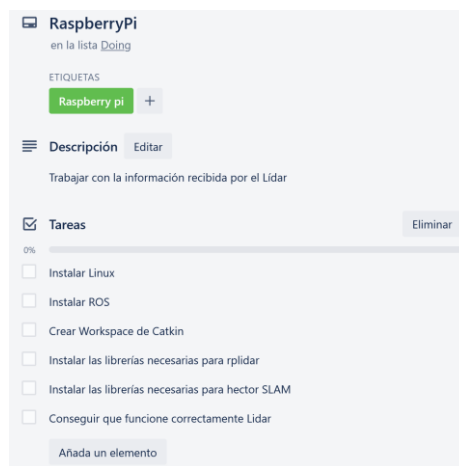 RaspberryPi
en la lista Doing
ETIQUETAS
Raspberry pi +
Descripción Editar
Trabajar con la información recibida por el Lídar
Tareas Eliminar
0%
Instalar Linux
Instalar ROS
Crear Workspace de Catkin
Instalar las librerías necesarias para rplidar
Instalar las librerías necesarias para hector SLAM
Conseguir que funcione correctamente Lidar
Añada un elemento